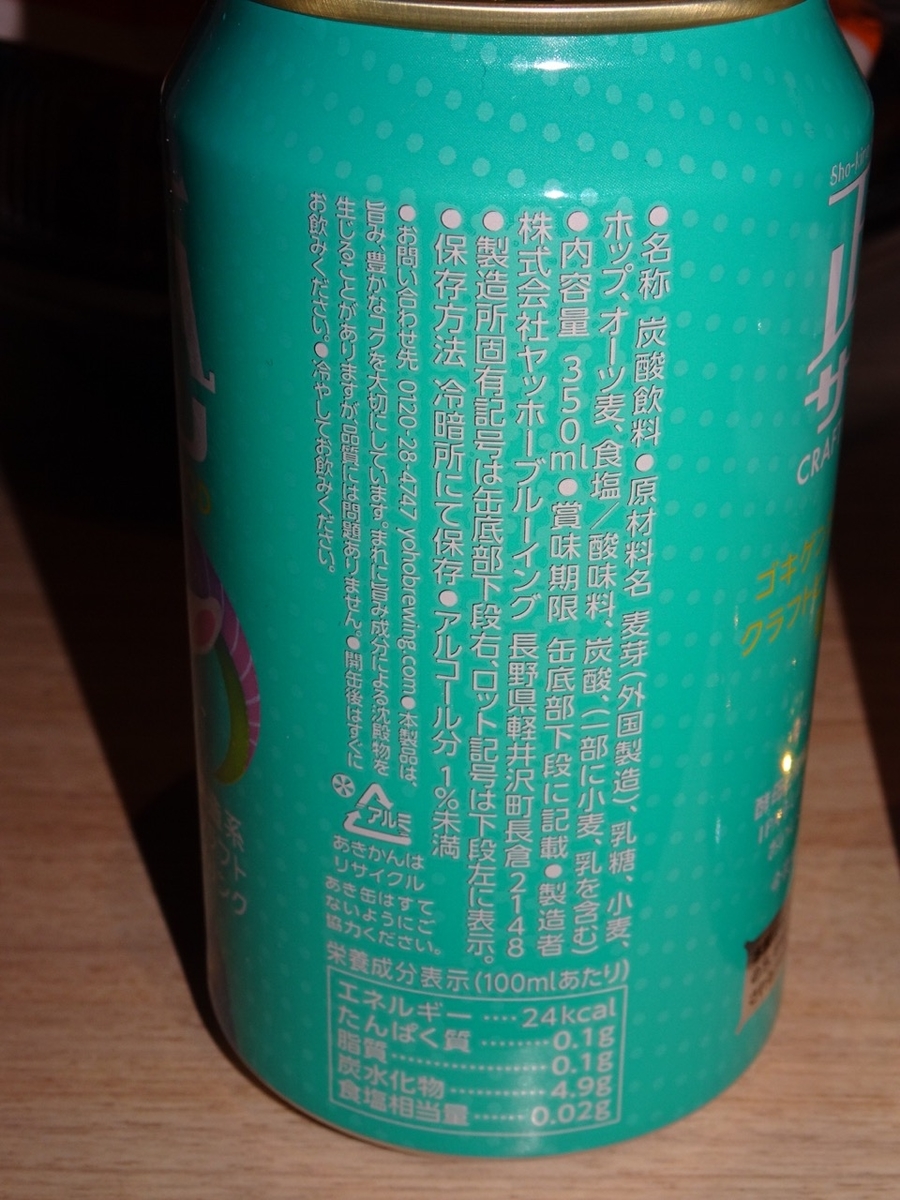 ●名称 炭酸飲料●原材料名 麦芽(外国製造)、乳糖、小麦、
ホップ、オーツ麦、食塩/酸味料、炭酸、(一部に小麦、乳を含む)
●内容量 350ml●賞味期限 缶底部下段に記載●製造者
株式会社ヤッホーブルーイング 長野県軽井沢町長倉2148
●製造所固有記号は缶底部下段右、ロット記号は下段左に表示。
●保存方法 冷暗所にて保存●アルコール分 1%未満
●お問い合わせ先 0120-28-4747 yohobrewing.com●本製品は、
旨み、豊かなコクを大切にしています。まれに旨み成分による沈殿物を
生じることがありますが、品質には問題ありません。●開缶後はすぐに
お飲みください。●冷やしてお飲みください。
アルミ
あきかんは
リサイクル
あき缶はすて
ないようにご
協力ください。
栄養成分表示(100mlあたり)
エネルギー ···· 24kcal
たんぱく質 ········ 0.1g
脂質 ················ 0.1g
炭水化物 ·········· 4.9g
食塩相当量 ······ 0.02g
Sho-
正
サ
CRAF
ゴキゲン
クラフト
系
フト
ンク